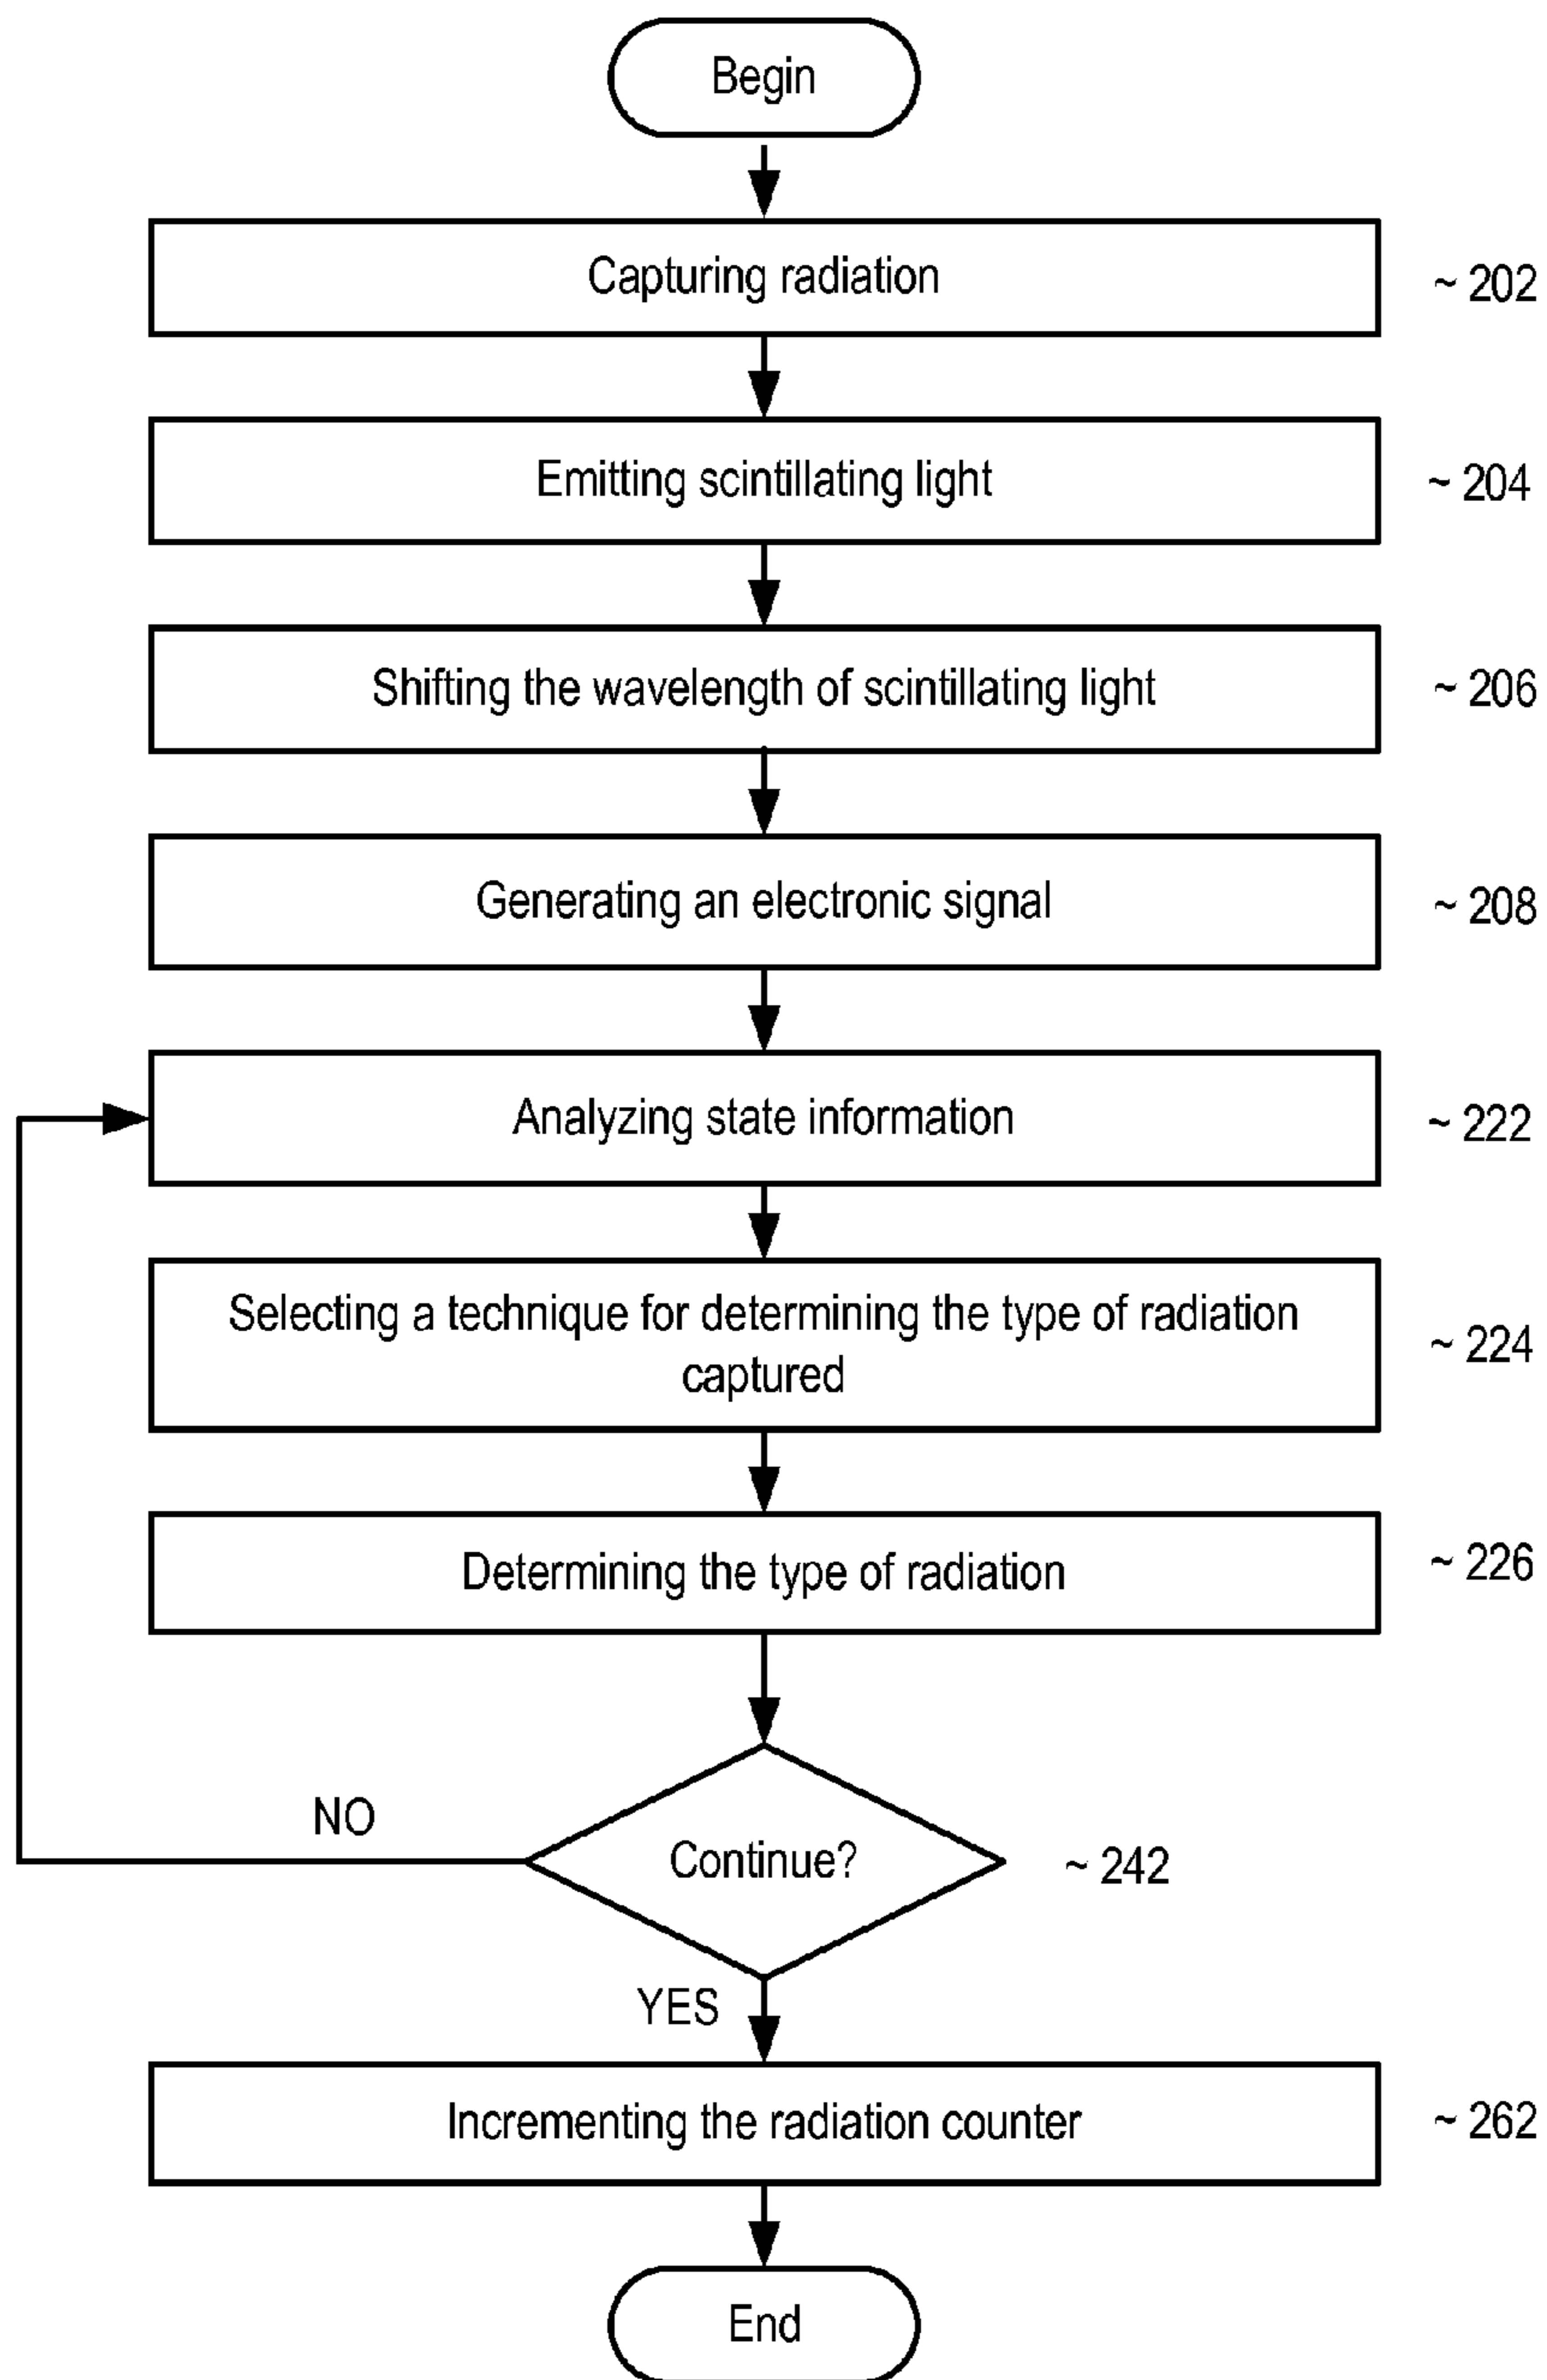 Begin
Capturing radiation
~ 202
Emitting scintillating light
~ 204
Shifting the wavelength of scintillating light
~ 206
Generating an electronic signal
~ 208
Analyzing state information
~ 222
Selecting a technique for determining the type of radiation
captured
~ 224
Determining the type of radiation
~ 226
NO
Continue?
~ 242
YES
Incrementing the radiation counter
~ 262
End